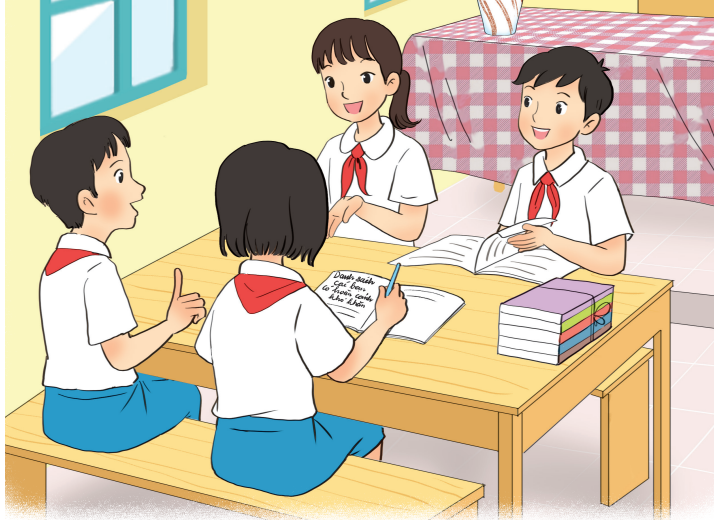 Danh sách
các bạn
có hoàn cảnh
khó khăn